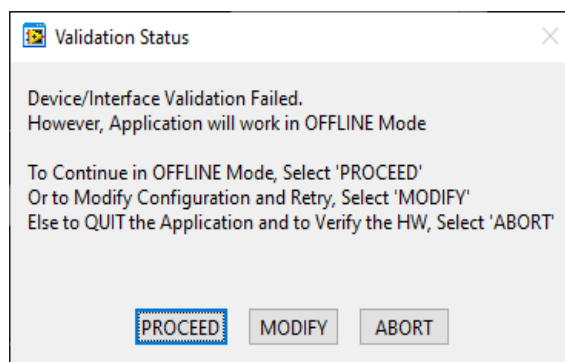 Validation Status
Device/Interface Validation Failed.
However, Application will work in OFFLINE Mode
To Continue in OFFLINE Mode, Select 'PROCEED'
Or to Modify Configuration and Retry, Select 'MODIFY'
Else to QUIT the Application and to Verify the HW, Select 'ABORT'
PROCEED MODIFY ABORT